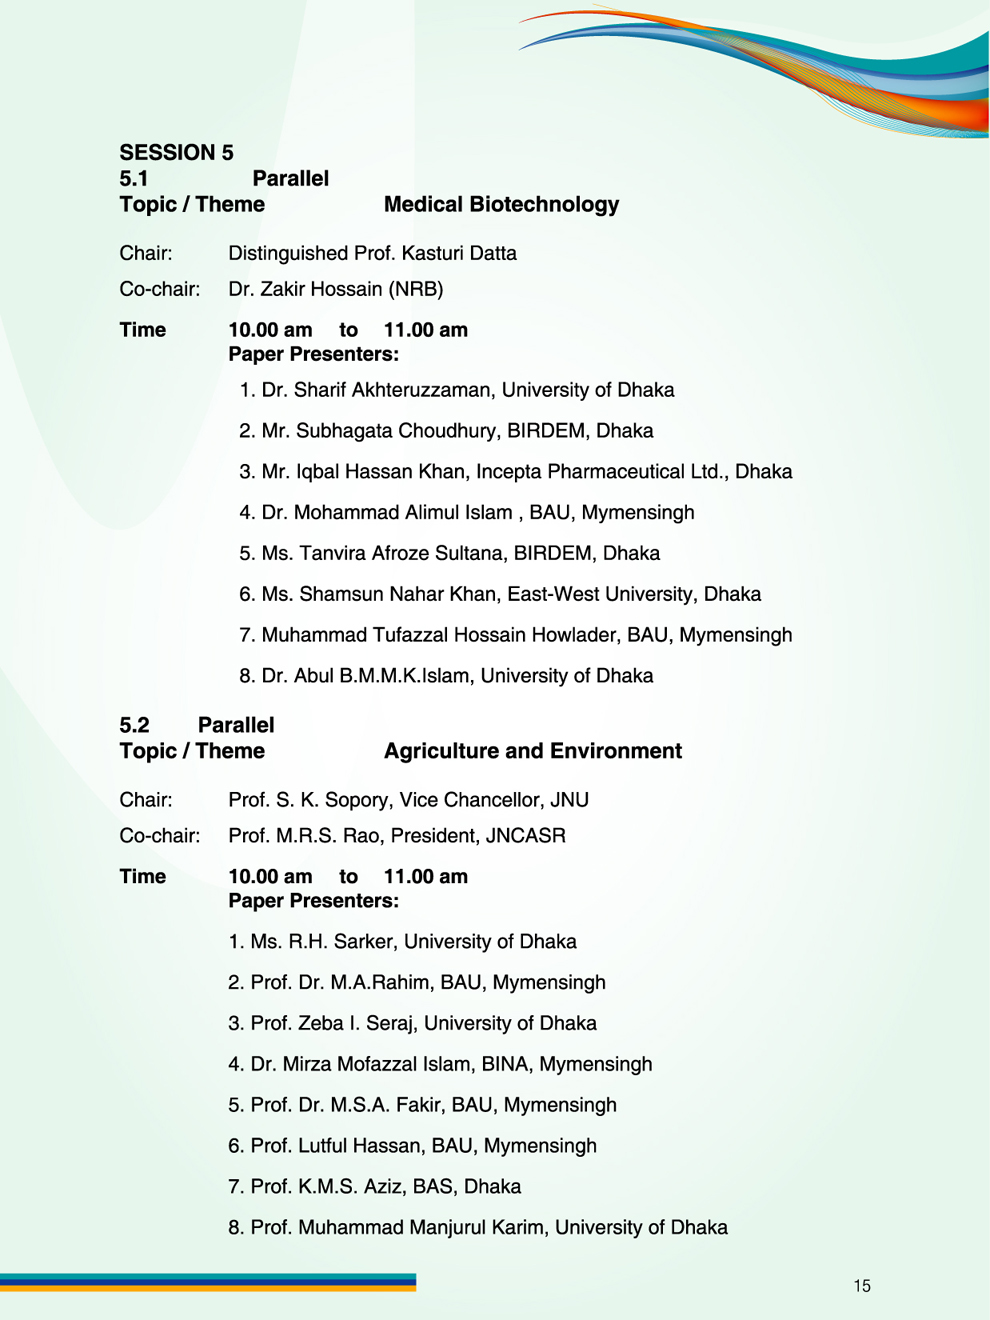 SESSION 5
5.1 Parallel
Topic / Theme Medical Biotechnology
Chair: Distinguished Prof. Kasturi Datta
Co-chair: Dr. Zakir Hossain (NRB)
Time 10.00 am to 11.00 am
Paper Presenters:
1. Dr. Sharif Akhteruzzaman, University of Dhaka
2. Mr. Subhagata Choudhury, BIRDEM, Dhaka
3. Mr. Iqbal Hassan Khan, Incepta Pharmaceutical Ltd., Dhaka
4. Dr. Mohammad Alimul Islam , BAU, Mymensingh
5. Ms. Tanvira Afroze Sultana, BIRDEM, Dhaka
6. Ms. Shamsun Nahar Khan, East-West University, Dhaka
7. Muhammad Tufazzal Hossain Howlader, BAU, Mymensingh
8. Dr. Abul B.M.M.K.Islam, University of Dhaka
5.2 Parallel
Topic / Theme Agriculture and Environment
Chair: Prof. S. K. Sopory, Vice Chancellor, JNU
Co-chair: Prof. M.R.S. Rao, President, JNCASR
Time 10.00 am to 11.00 am
Paper Presenters:
1. Ms. R.H. Sarker, University of Dhaka
2. Prof. Dr. M.A.Rahim, BAU, Mymensingh
3. Prof. Zeba I. Seraj, University of Dhaka
4. Dr. Mirza Mofazzal Islam, BINA, Mymensingh
5. Prof. Dr. M.S.A. Fakir, BAU, Mymensingh
6. Prof. Lutful Hassan, BAU, Mymensingh
7. Prof. K.M.S. Aziz, BAS, Dhaka
8. Prof. Muhammad Manjurul Karim, University of Dhaka
15